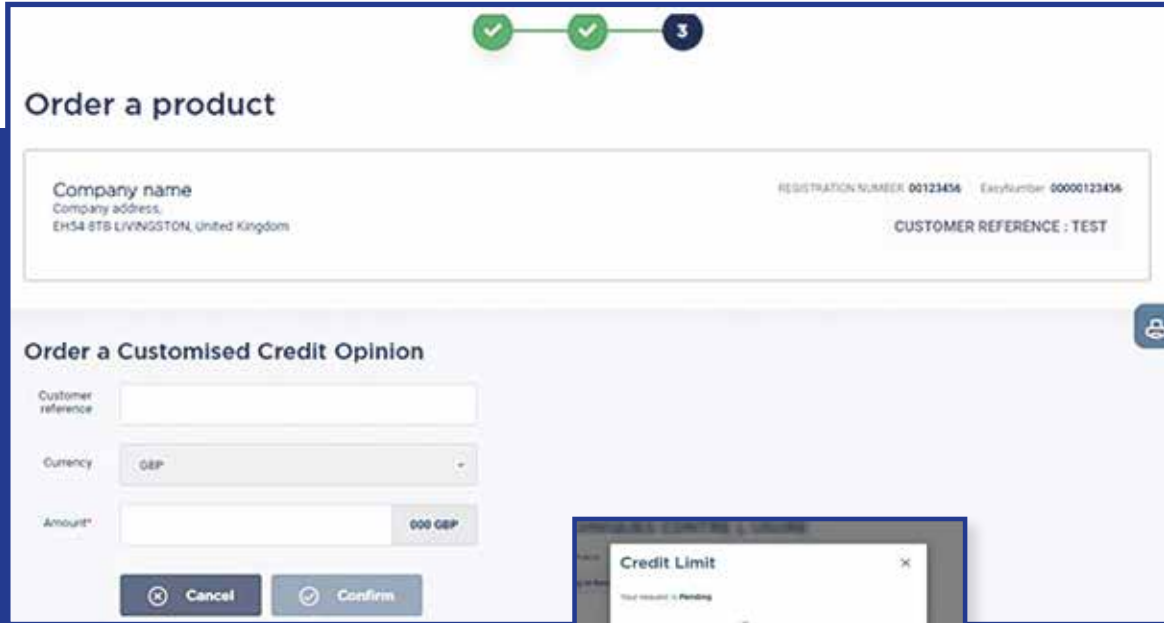 3
Order a product
Company name
Company address,
EH54 8TB LIVINGSTON, United Kingdom
REGISTRATION NUMBER 00123456 EasyNumber 00000123456
CUSTOMER REFERENCE : TEST
Order a Customised Credit Opinion
Customer
reference
Currency GBP
Amount* 000 GBP
Cancel Confirm
CONTRE L'USURE
Credit Limit
Your request is Pending